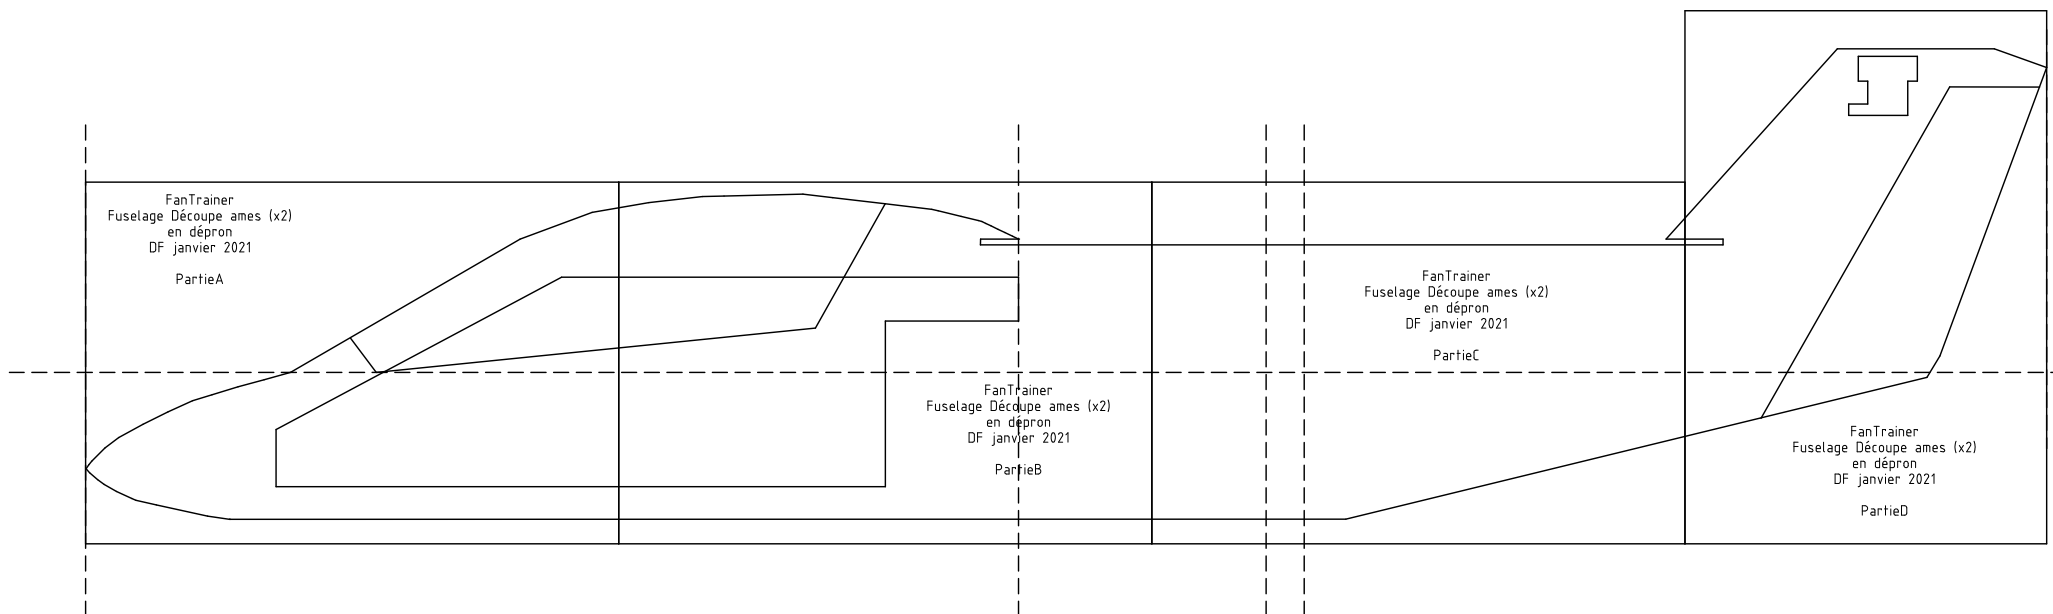 FanTrainer
Fuselage Découpe ames (x2)
en dépron
DF janvier 2021
PartieA
FanTrainer
Fuselage Découpe ames (x2)
en dépron
DF janvier 2021
PartieB
FanTrainer
Fuselage Découpe ames (x2)
en dépron
DF janvier 2021
PartieC
FanTrainer
Fuselage Découpe ames (x2)
en dépron
DF janvier 2021
PartieD